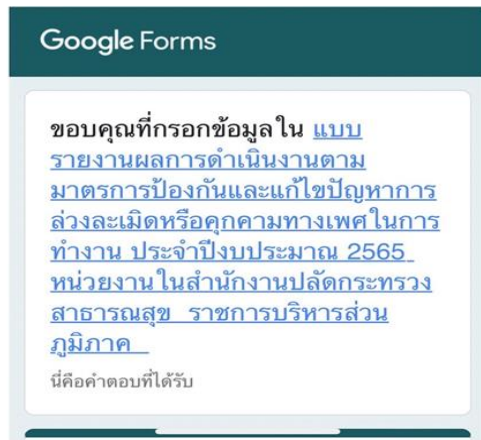 Google Forms
ขอบคุณที่กรอกข้อมูลใน แบบ
รายงานผลการดำเนินงานตาม
มาตรการป้องกันและแก้ไขปัญหาการ
ล่วงละเมิดหรือคุกคามทางเพศในการ
ทำงาน ประจำปีงบประมาณ 2565
หน่วยงานในสำนักงานปลัดกระทรวง
สาธารณสุข ราชการบริหารส่วน
ภูมิภาค
นี่คือคำตอบที่ได้รับ